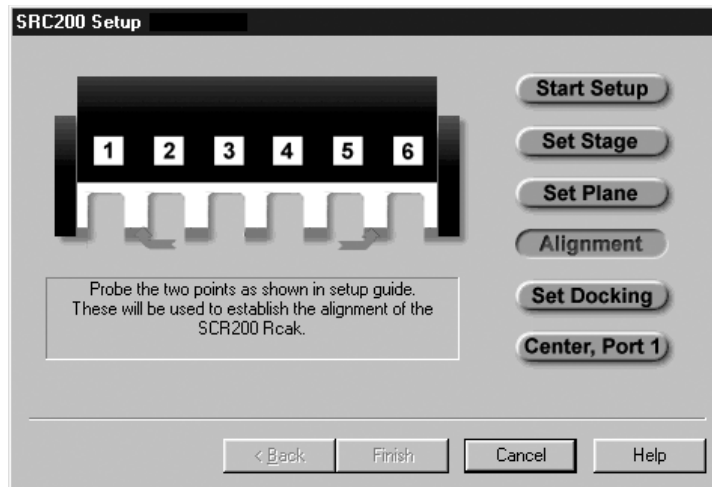 SRC200 Setup
1 2 3 4 5 6
Start Setup
Set Stage
Set Plane
Alignment
Set Docking
Center, Port 1
Probe the two points as shown in setup guide.
These will be used to establish the alignment of the
SCR200 Rcak.
< Back
Finish
Cancel
Help